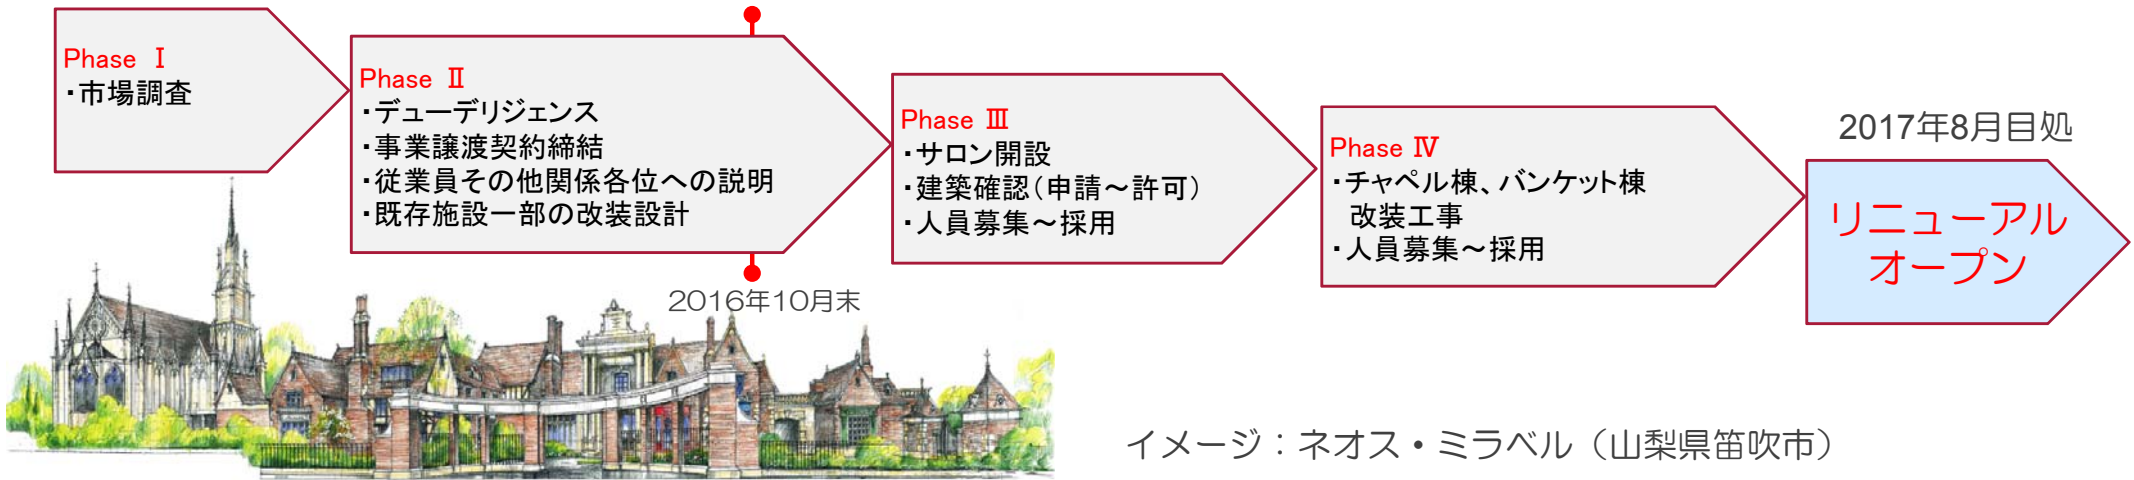 Phase Ⅰ
・市場調査
Phase Ⅱ
・デューデリジェンス
・事業譲渡契約締結
・従業員その他関係各位への説明
・既存施設一部の改装設計
2016年10月末
Phase Ⅲ
・サロン開設
・建築確認(申請～許可)
・人員募集～採用
Phase Ⅳ
・チャペル棟、バンケット棟
改装工事
・人員募集～採用
2017年8月目処
リニューアル
オープン
イメージ：ネオス・ミラベル（山梨県笛吹市）